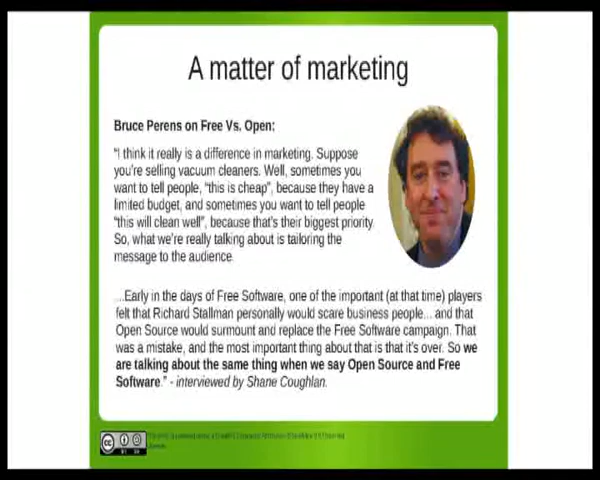 A matter of marketing
Bruce Perens on Free Vs. Open:
“I think it really is a difference in marketing. Suppose
you’re selling vacuum cleaners. Well, sometimes you
want to tell people, “this is cheap”, because they have a
limited budget, and sometimes you want to tell people
“this will clean well”, because that’s their biggest priority.
So, what we’re really talking about is tailoring the
message to the audience.
...Early in the days of Free Software, one of the important (at that time) players
felt that Richard Stallman personally would scare business people... and that
Open Source would surmount and replace the Free Software campaign. That
was a mistake, and the most important thing about that is that it’s over. So we
are talking about the same thing when we say Open Source and Free
Software.” - interviewed by Shane Coughlan.
cc